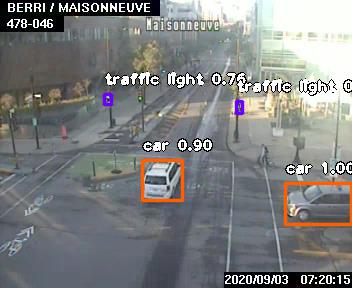 BERRI / MAISONNEUVE
478-046
Maisonneuve
traffic light 0.76
traffic light 0
car 0.90
car 1.00
2020/09/03 07:20:15